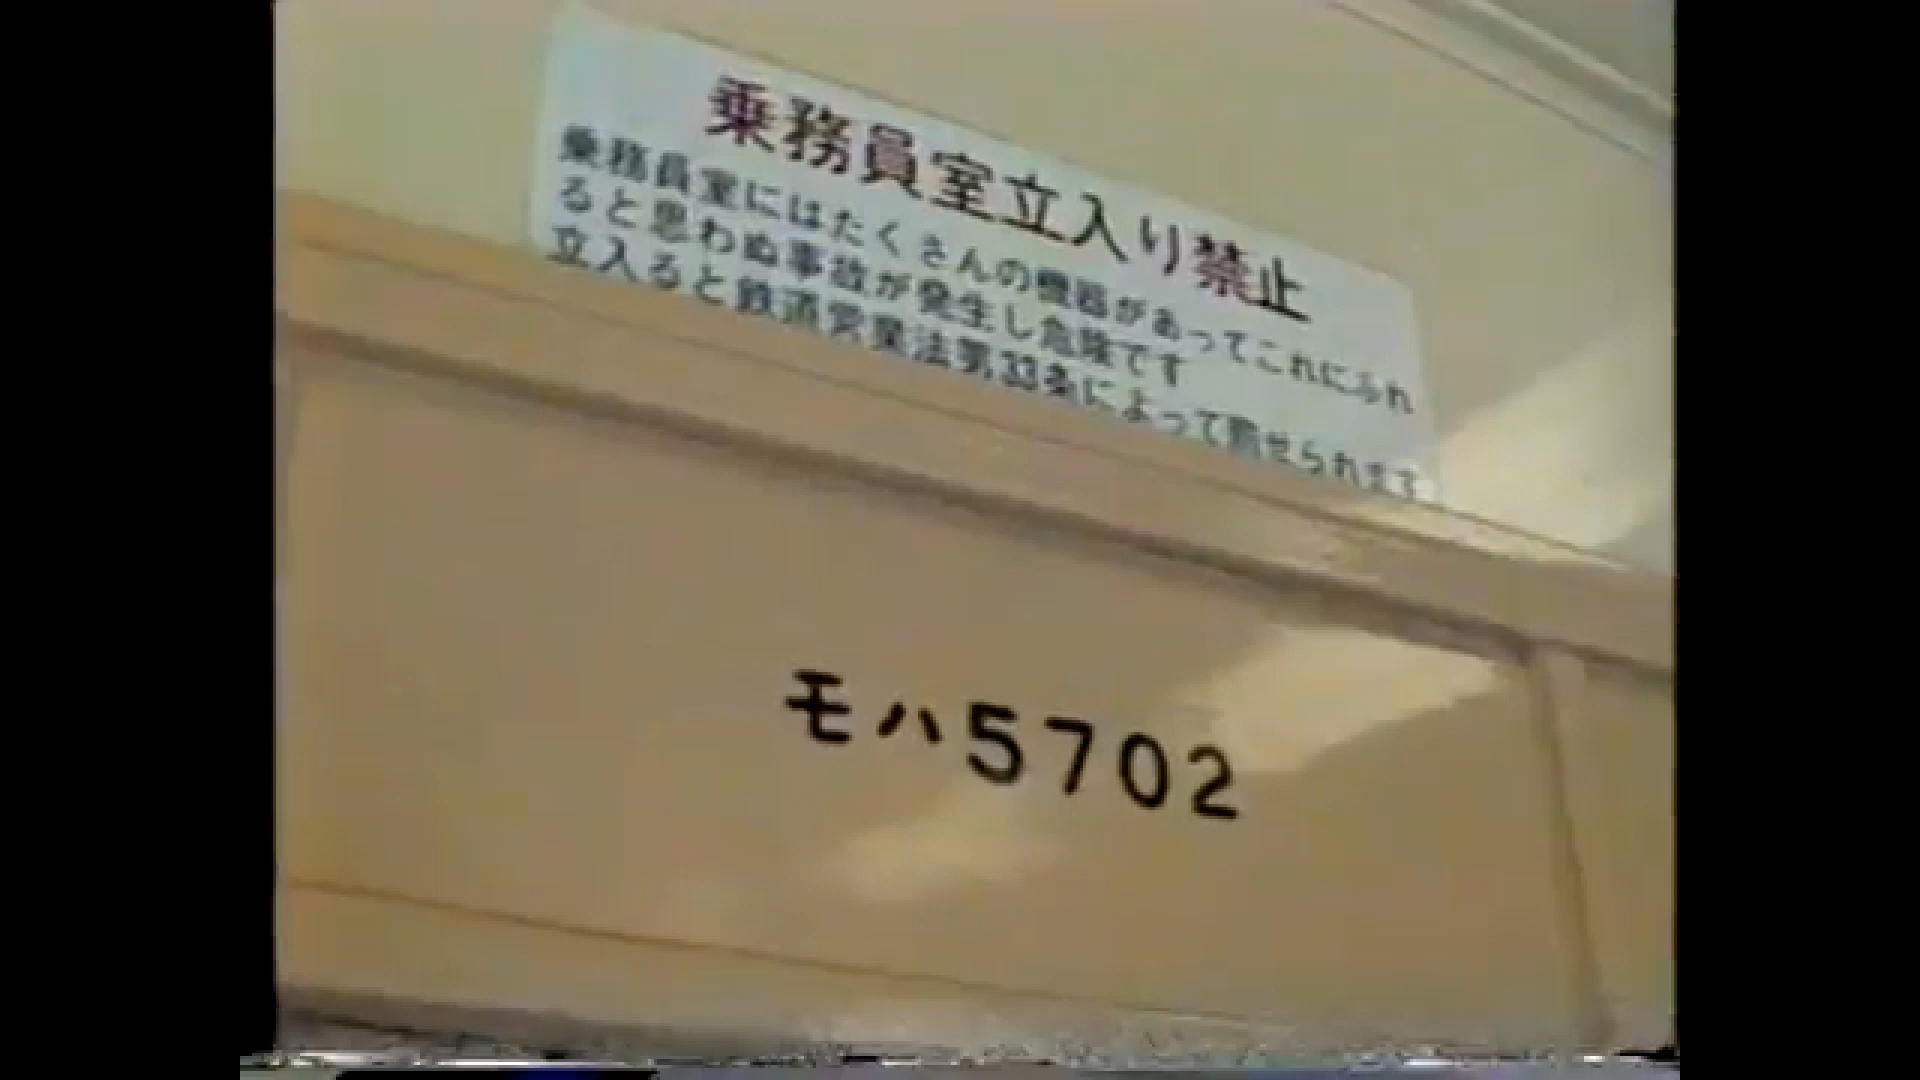 乗務員室立入り禁止
乗務員室にはたくさんの機器があってこれにふれ
ると思わぬ事故が発生し危険です
立入ると鉄道営業法第33条によって罰せられます
モハ5702